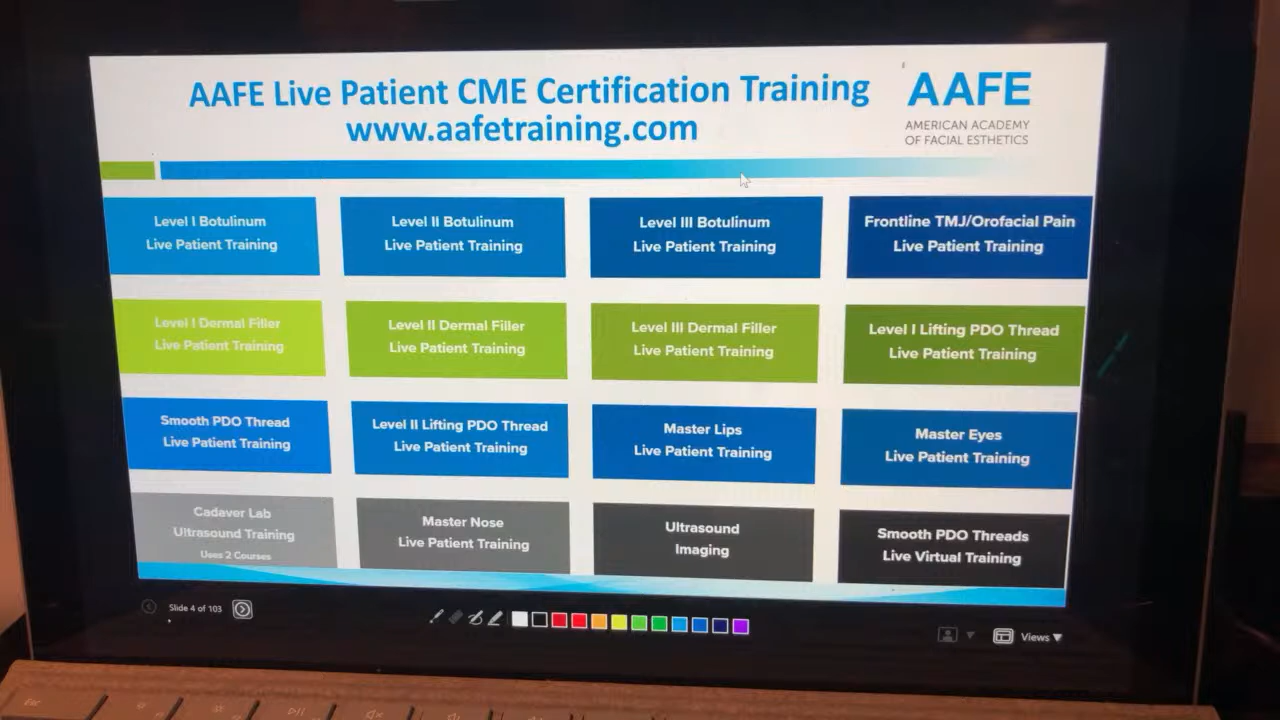 AAFE Live Patient CME Certification Training
www.aafetraining.com
AAFE
AMERICAN ACADEMY
OF FACIAL ESTHETICS
Level I Botulinum
Live Patient Training
Level II Botulinum
Live Patient Training
Level III Botulinum
Live Patient Training
Frontline TMJ/Orofacial Pain
Live Patient Training
Level I Dermal Filler
Live Patient Training
Level II Dermal Filler
Live Patient Training
Level III Dermal Filler
Live Patient Training
Level I Lifting PDO Thread
Live Patient Training
Smooth PDO Thread
Live Patient Training
Level II Lifting PDO Thread
Live Patient Training
Master Lips
Live Patient Training
Master Eyes
Live Patient Training
Cadaver Lab
Ultrasound Training
Uses 2 Courses
Master Nose
Live Patient Training
Ultrasound
Imaging
Smooth PDO Threads
Live Virtual Training
Slide 4 of 103
Views
Esc